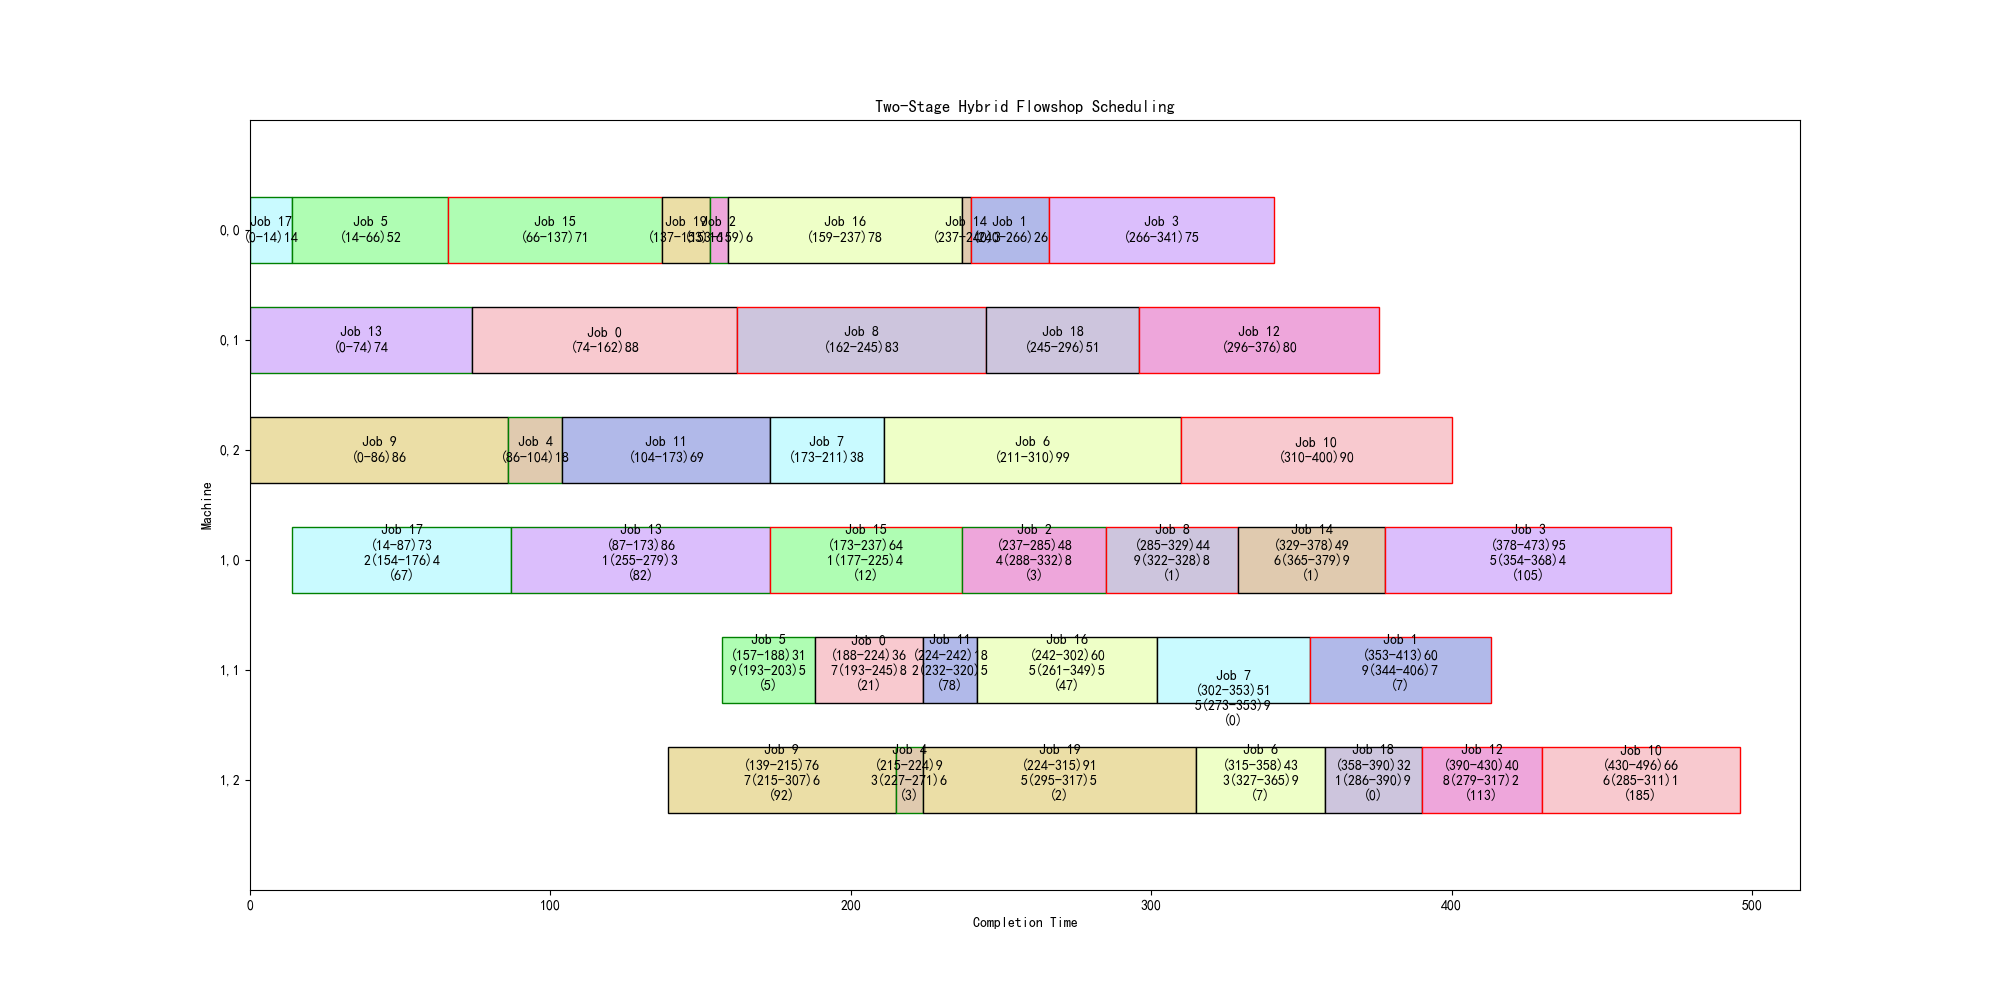 Two-Stage Hybrid Flowshop Scheduling
0,0
Job 17
(0-14)14
Job 5
(14-66)52
Job 15
(66-137)71
Job 19
Job 2
Job 16
(159-237)78
Job 14
Job 1
Job 3
(266-341)75
0,1
Job 13
(0-74)74
Job 0
(74-162)88
Job 8
(162-245)83
Job 18
(245-296)51
Job 12
(296-376)80
0,2
Job 9
(0-86)86
Job 4
(86-104)18
Job 11
(104-173)69
Job 7
(173-211)38
Job 6
(211-310)99
Job 10
(310-400)90
Machine
1,0
Job 17
(14-87)73
2(154-176)4
(67)
Job 13
(87-173)86
1(255-279)3
(82)
Job 15
(173-237)64
1(177-225)4
(12)
Job 2
(237-285)48
4(288-332)8
(3)
Job 8
(285-329)44
9(322-328)8
(1)
Job 14
(329-378)49
6(365-379)9
(1)
Job 3
(378-473)95
5(354-368)4
(105)
1,1
Job 5
(157-188)31
9(193-203)5
(5)
Job 0
(188-224)36
7(193-245)8
(21)
Job 11
(224-242)18
2(232-320)5
(78)
Job 16
(242-302)60
5(261-349)5
(47)
Job 7
(302-353)51
5(273-353)9
(0)
Job 1
(353-413)60
9(344-406)7
(7)
1,2
Job 9
(139-215)76
7(215-307)6
(92)
Job 4
(215-224)9
3(227-271)6
(3)
Job 19
(224-315)91
5(295-317)5
(2)
Job 6
(315-358)43
3(327-365)9
(7)
Job 18
(358-390)32
1(286-390)9
(0)
Job 12
(390-430)40
8(279-317)2
(113)
Job 10
(430-496)66
6(285-311)1
(185)
0
100
200
300
400
500
Completion Time